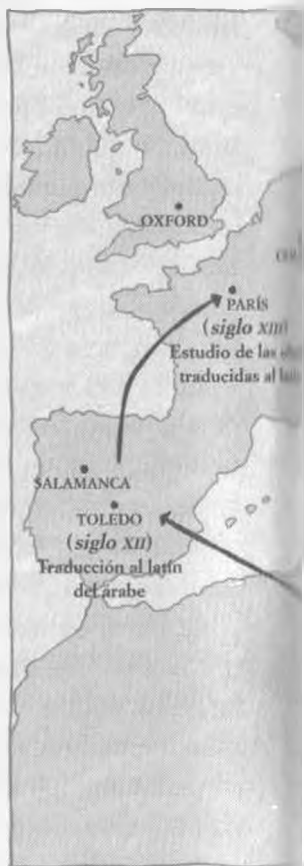 OXFORD
PARÍS
(siglo XIII)
Estudio de las
traducidas al
SALAMANCA
TOLEDO
(siglo XII)
Traducción al latín
del árabe